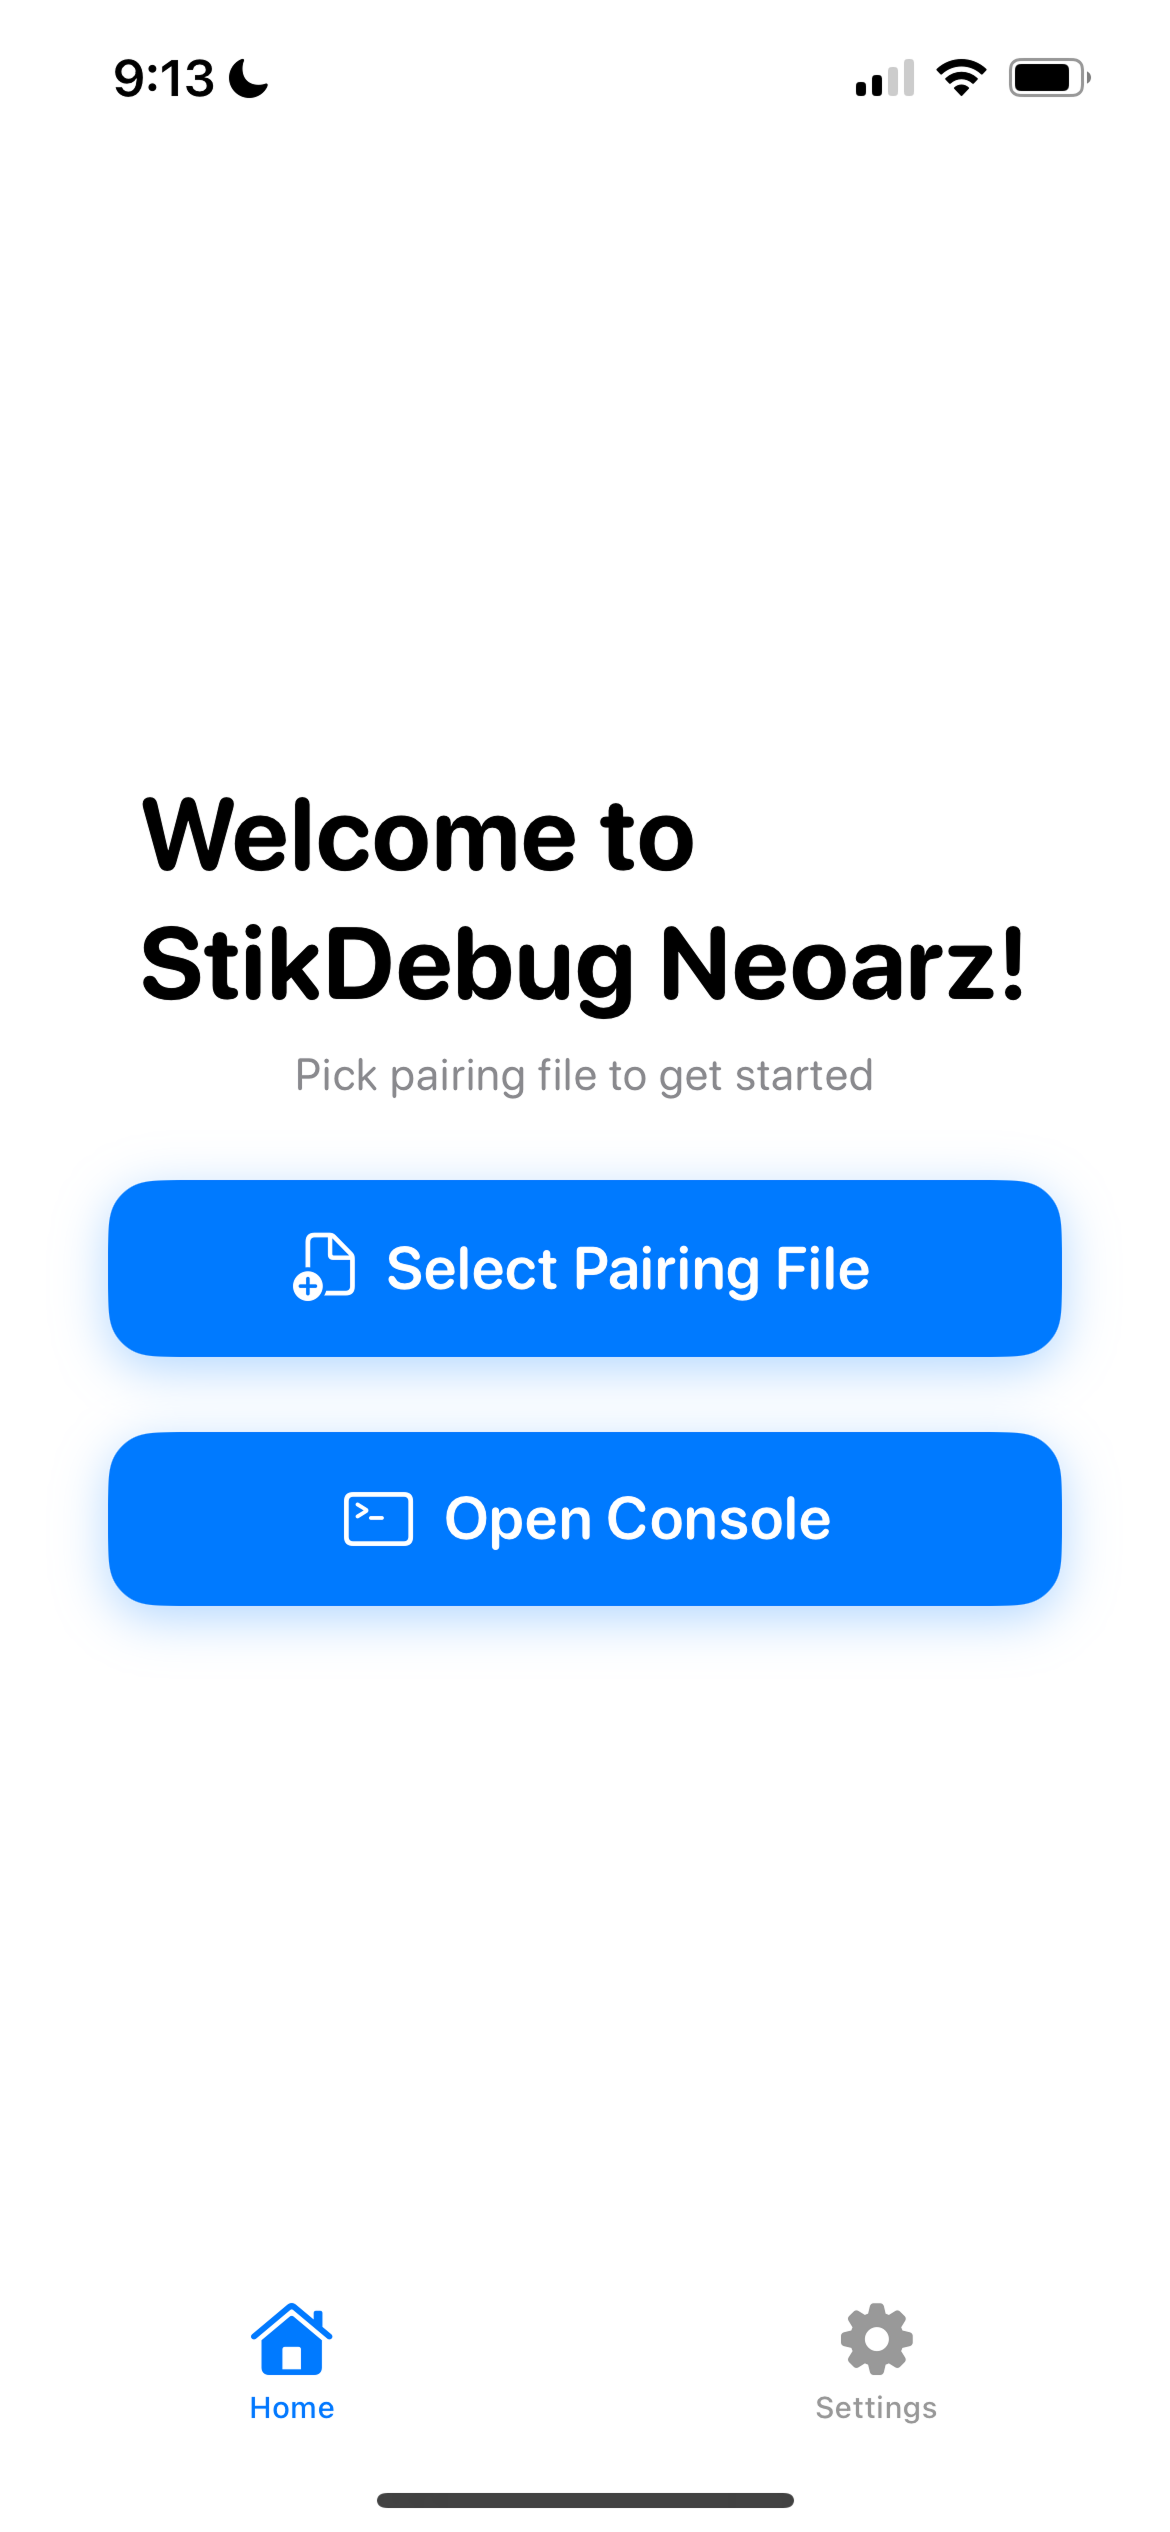 9:13
Welcome to
StikDebug Neoarz!
Pick pairing file to get started
Select Pairing File
Open Console
Home
Settings